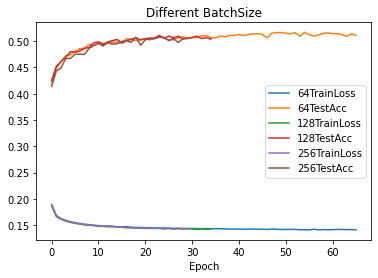 Different BatchSize
0.50
0.45
0.40
0.35
0.30
0.25
0.20
0.15
64TrainLoss
64TestAcc
128TrainLoss
128TestAcc
256TrainLoss
256TestAcc
0 10 20 30 40 50 60
Epoch